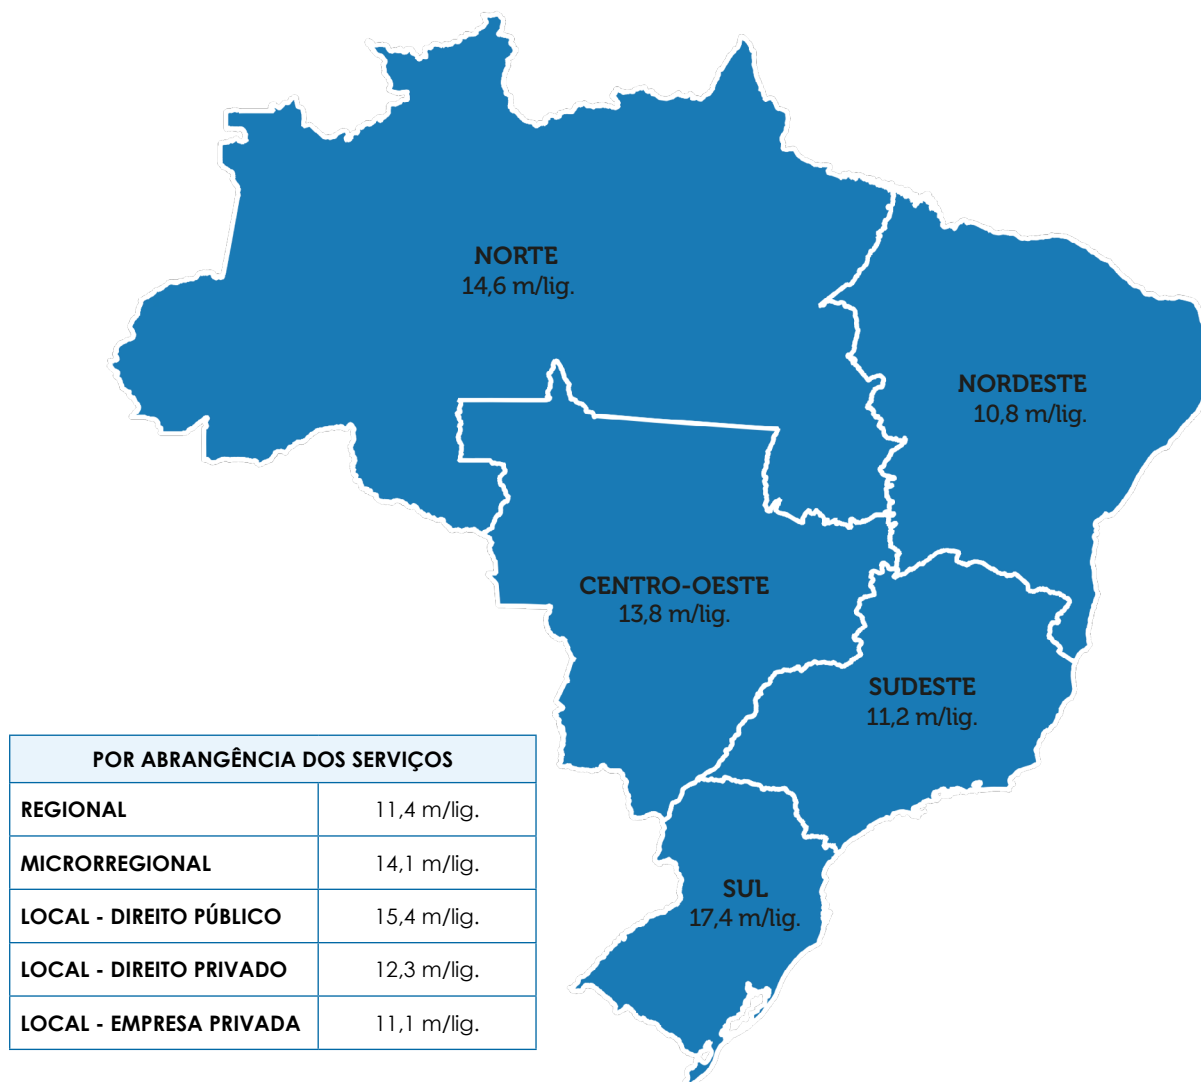 NORTE
14,6 m/lig.
NORDESTE
10,8 m/lig.
CENTRO-OESTE
13,8 m/lig.
SUDESTE
11,2 m/lig.
SUL
17,4 m/lig.
POR ABRANGÊNCIA DOS SERVIÇOS
REGIONAL 11,4 m/lig.
MICRORREGIONAL 14,1 m/lig.
LOCAL - DIREITO PÚBLICO 15,4 m/lig.
LOCAL - DIREITO PRIVADO 12,3 m/lig.
LOCAL - EMPRESA PRIVADA 11,1 m/lig.